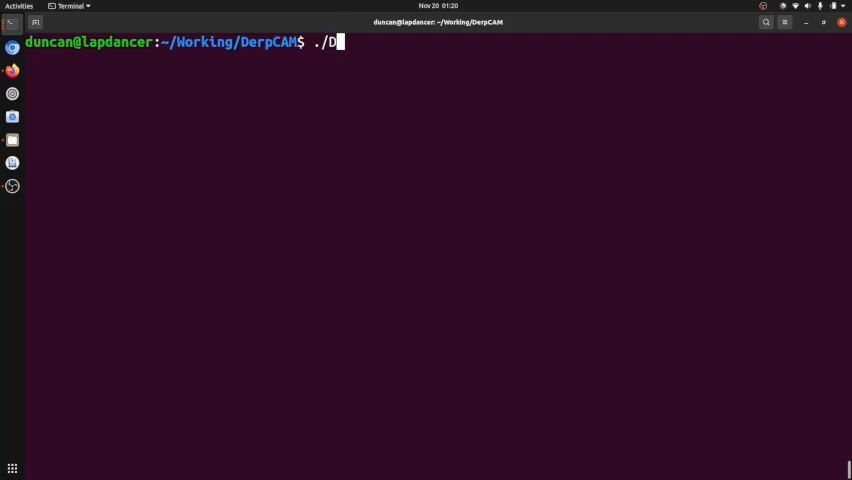 Activities Terminal Nov 20 01:20
duncan@lapdancer: ~/Working/DerpCAM
duncan@lapdancer:~/Working/DerpCAM$ ./D